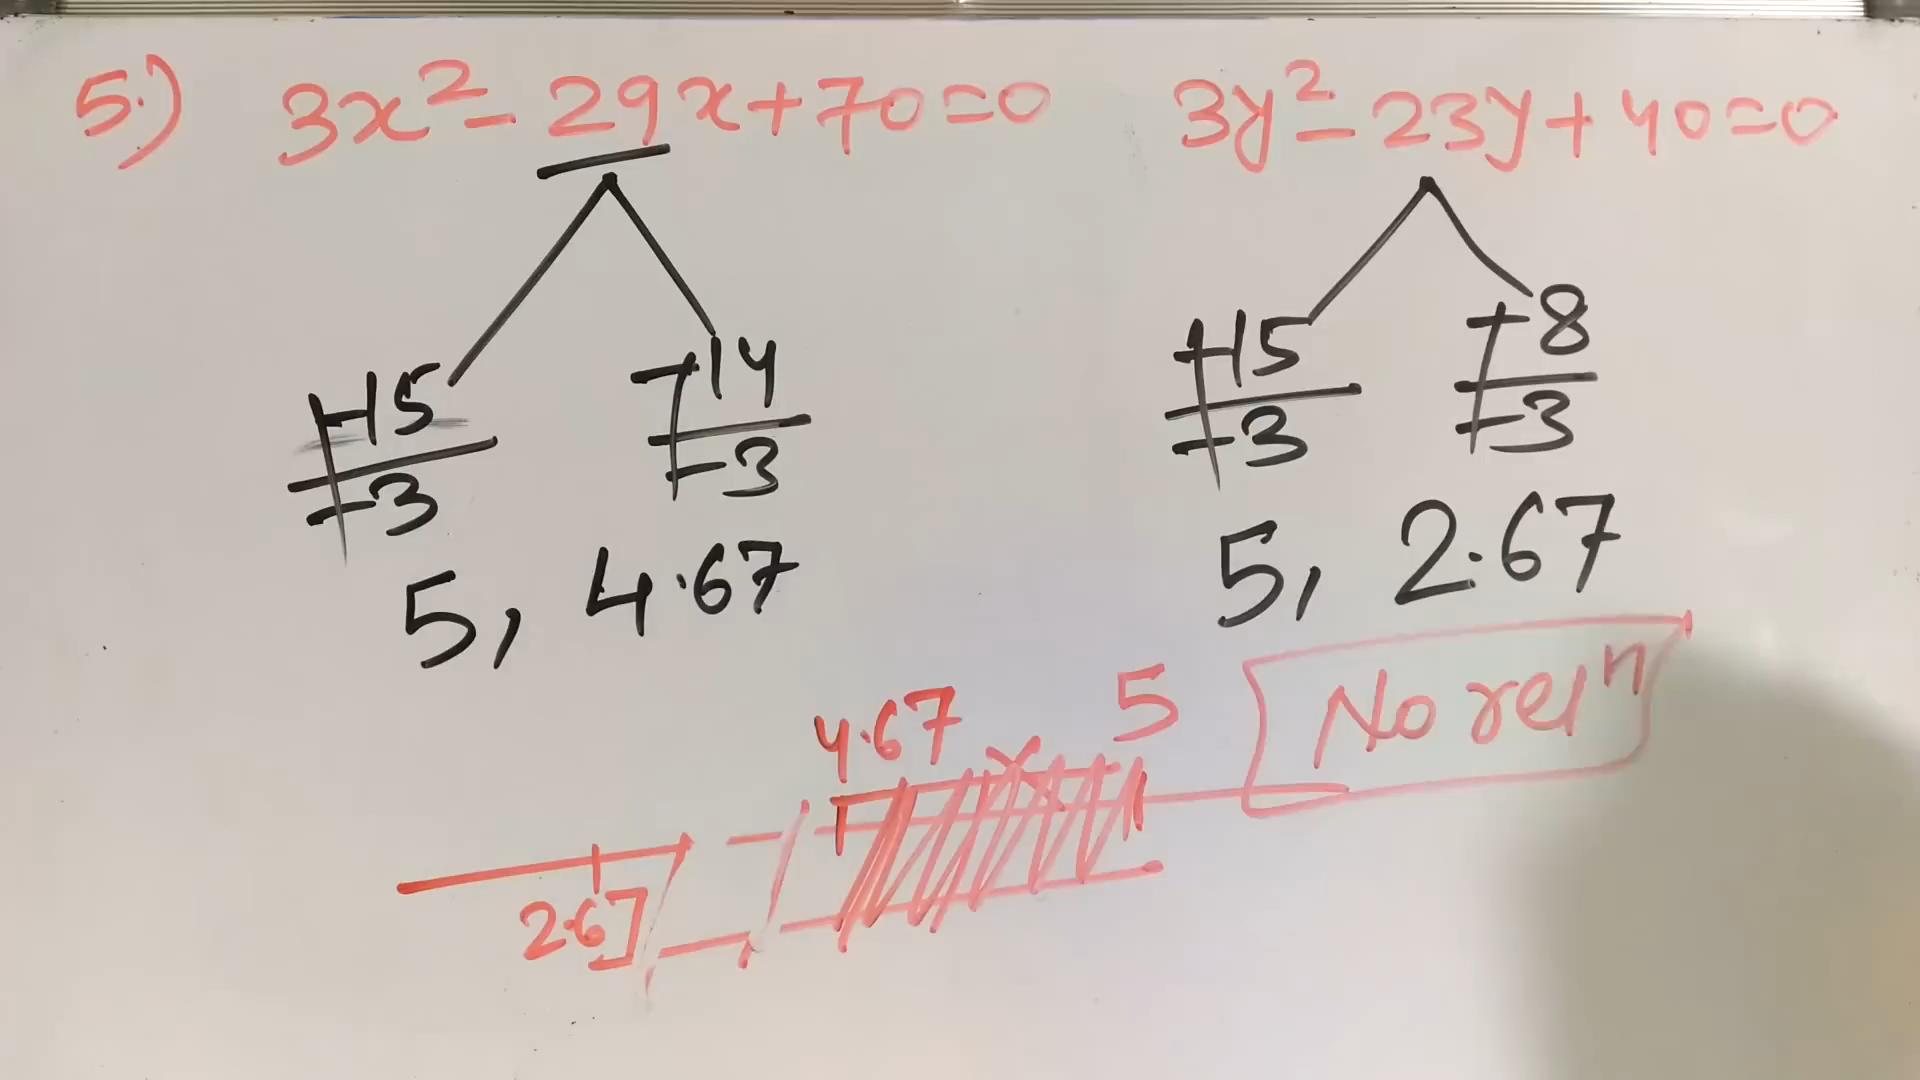 5.) 3x² - 29x + 70 = 0 3y² - 23y + 40 = 0
+15 +14 +15 +8
-3 -3 -3 -3
5, 4.67 5, 2.67
4.67 5 No relⁿ
2.67